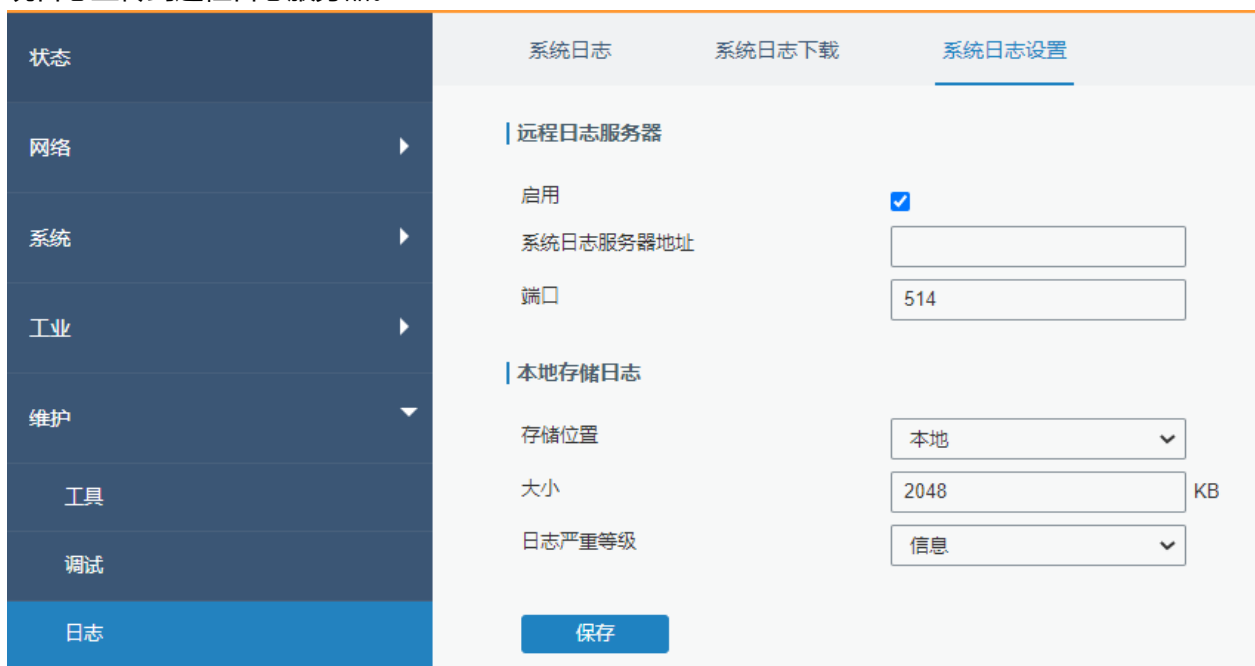 状态
网络
系统
工业
维护
工具
调试
日志
系统日志 系统日志下载 系统日志设置
远程日志服务器
启用
系统日志服务器地址
端口 514
本地存储日志
存储位置 本地
大小 2048 KB
日志严重等级 信息
保存